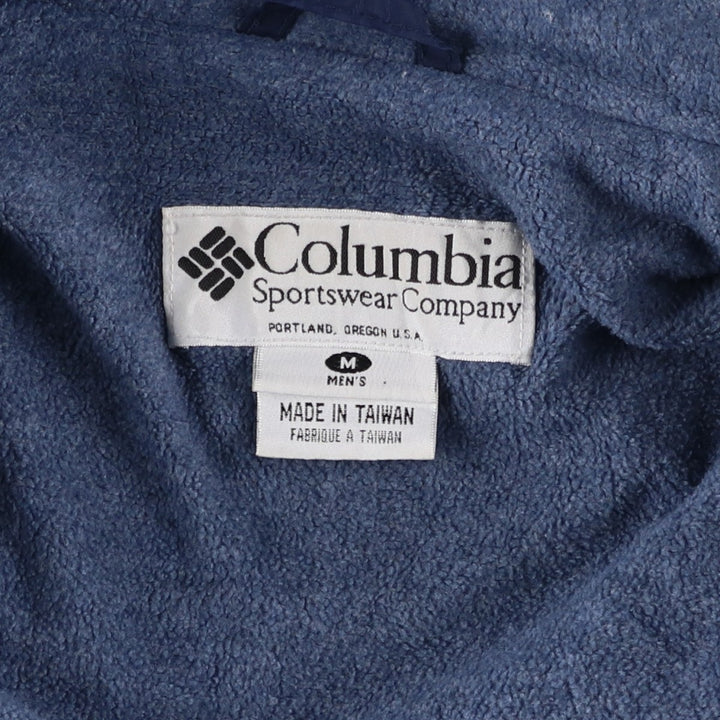 Columbia
Sportswear Company
PORTLAND, OREGON U.S.A.
M
MEN'S
MADE IN TAIWAN
FABRIQUE A TAIWAN